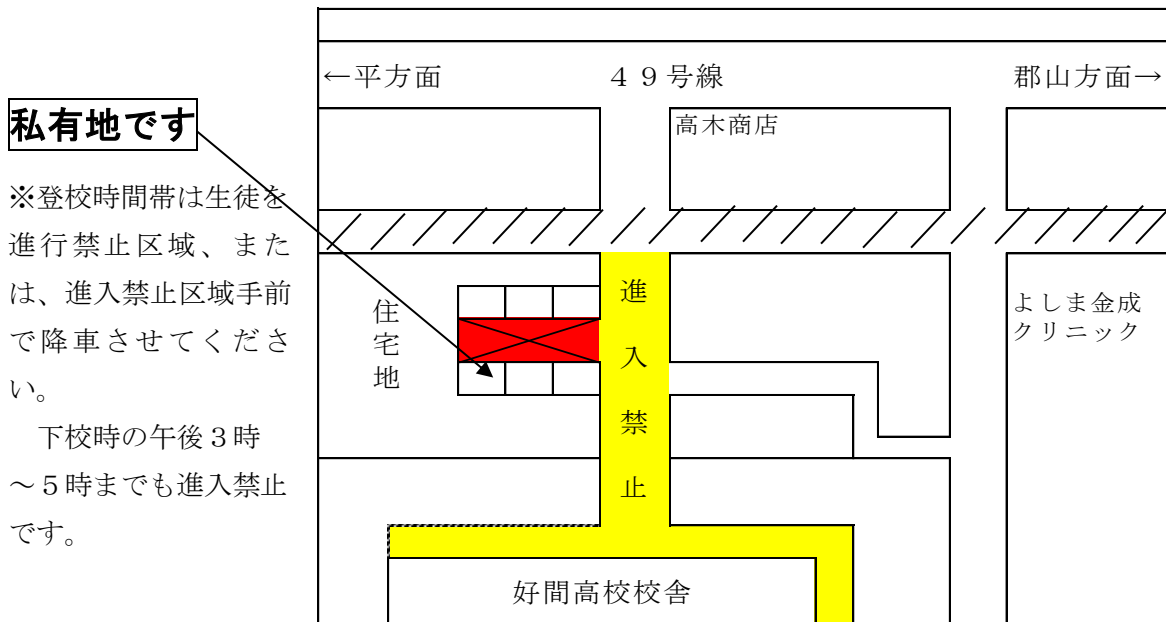 ←平方面　４９号線　郡山方面→
私有地です
高木商店
※登校時間帯は生徒を
進行禁止区域、また
は、進入禁止区域手前
で降車させてくださ
い。
　下校時の午後３時
～５時までも進入禁止
です。
住宅地
進入禁止
よしま金成
クリニック
好間高校校舎